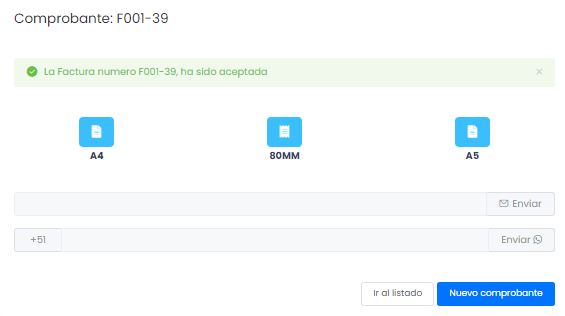 Comprobante: F001-39
La Factura numero F001-39, ha sido aceptada
A4
80MM
A5
Enviar
+51
Enviar
Ir al listado
Nuevo comprobante